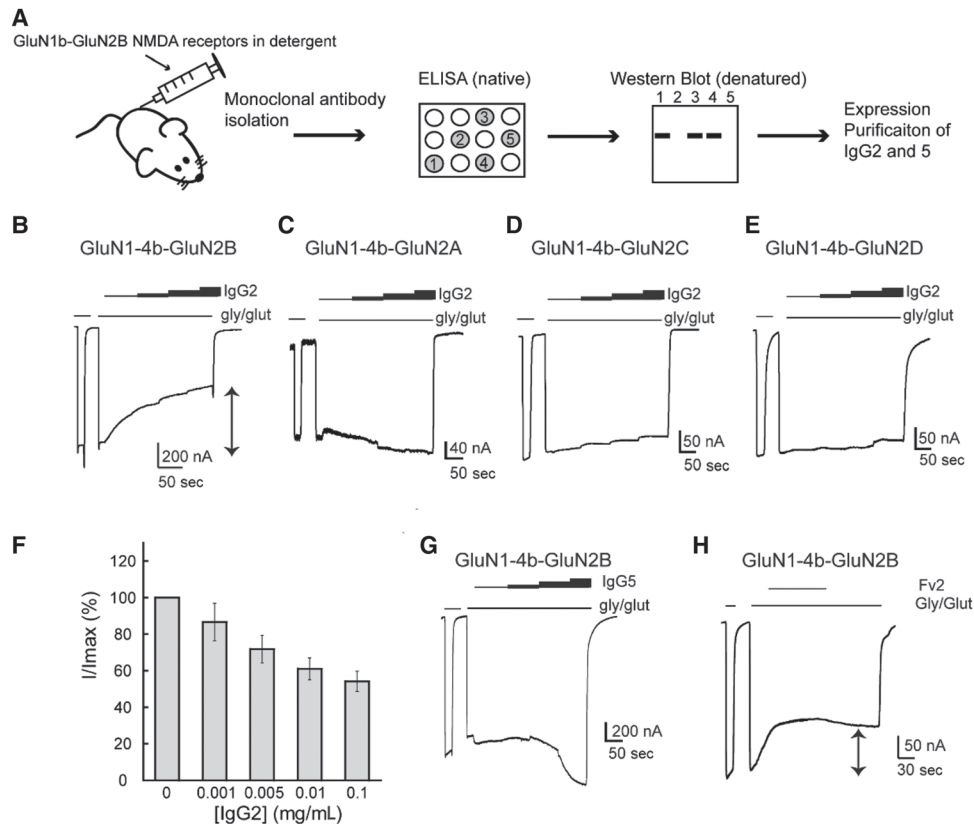 A
GluN1b-GluN2B NMDA receptors in detergent
Monoclonal antibody
isolation
ELISA (native)
3
2
5
1
4
Western Blot (denatured)
1 2 3 4 5
Expression
Purificaiton of
IgG2 and 5
B
GluN1-4b-GluN2B
IgG2
gly/glut
200 nA
50 sec
C
GluN1-4b-GluN2A
IgG2
gly/glut
40 nA
50 sec
D
GluN1-4b-GluN2C
IgG2
gly/glut
50 nA
50 sec
E
GluN1-4b-GluN2D
IgG2
gly/glut
50 nA
50 sec
F
I/Imax (%)
120
100
80
60
40
20
0
0 0.001 0.005 0.01 0.1
[IgG2] (mg/mL)
G
GluN1-4b-GluN2B
IgG5
gly/glut
200 nA
50 sec
H
GluN1-4b-GluN2B
Fv2
Gly/Glut
50 nA
30 sec